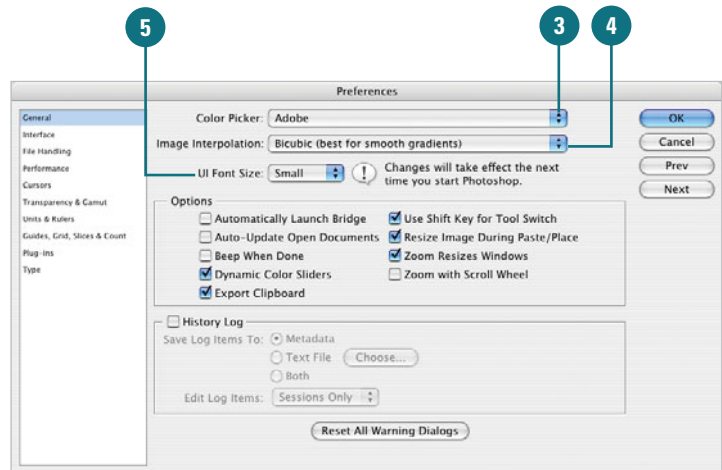 5
3
4
Preferences
General
Interface
File Handling
Performance
Cursors
Transparency & Gamut
Units & Rulers
Guides, Grid, Slices & Count
Plug-ins
Type
Color Picker: Adobe
Image Interpolation: Bicubic (best for smooth gradients)
UI Font Size: Small
! Changes will take effect the next
time you start Photoshop.
Options
Automatically Launch Bridge
Auto-Update Open Documents
Beep When Done
Dynamic Color Sliders
Export Clipboard
Use Shift Key for Tool Switch
Resize Image During Paste/Place
Zoom Resizes Windows
Zoom with Scroll Wheel
History Log
Save Log Items To: Metadata
Text File Choose...
Both
Edit Log Items: Sessions Only
Reset All Warning Dialogs
OK
Cancel
Prev
Next